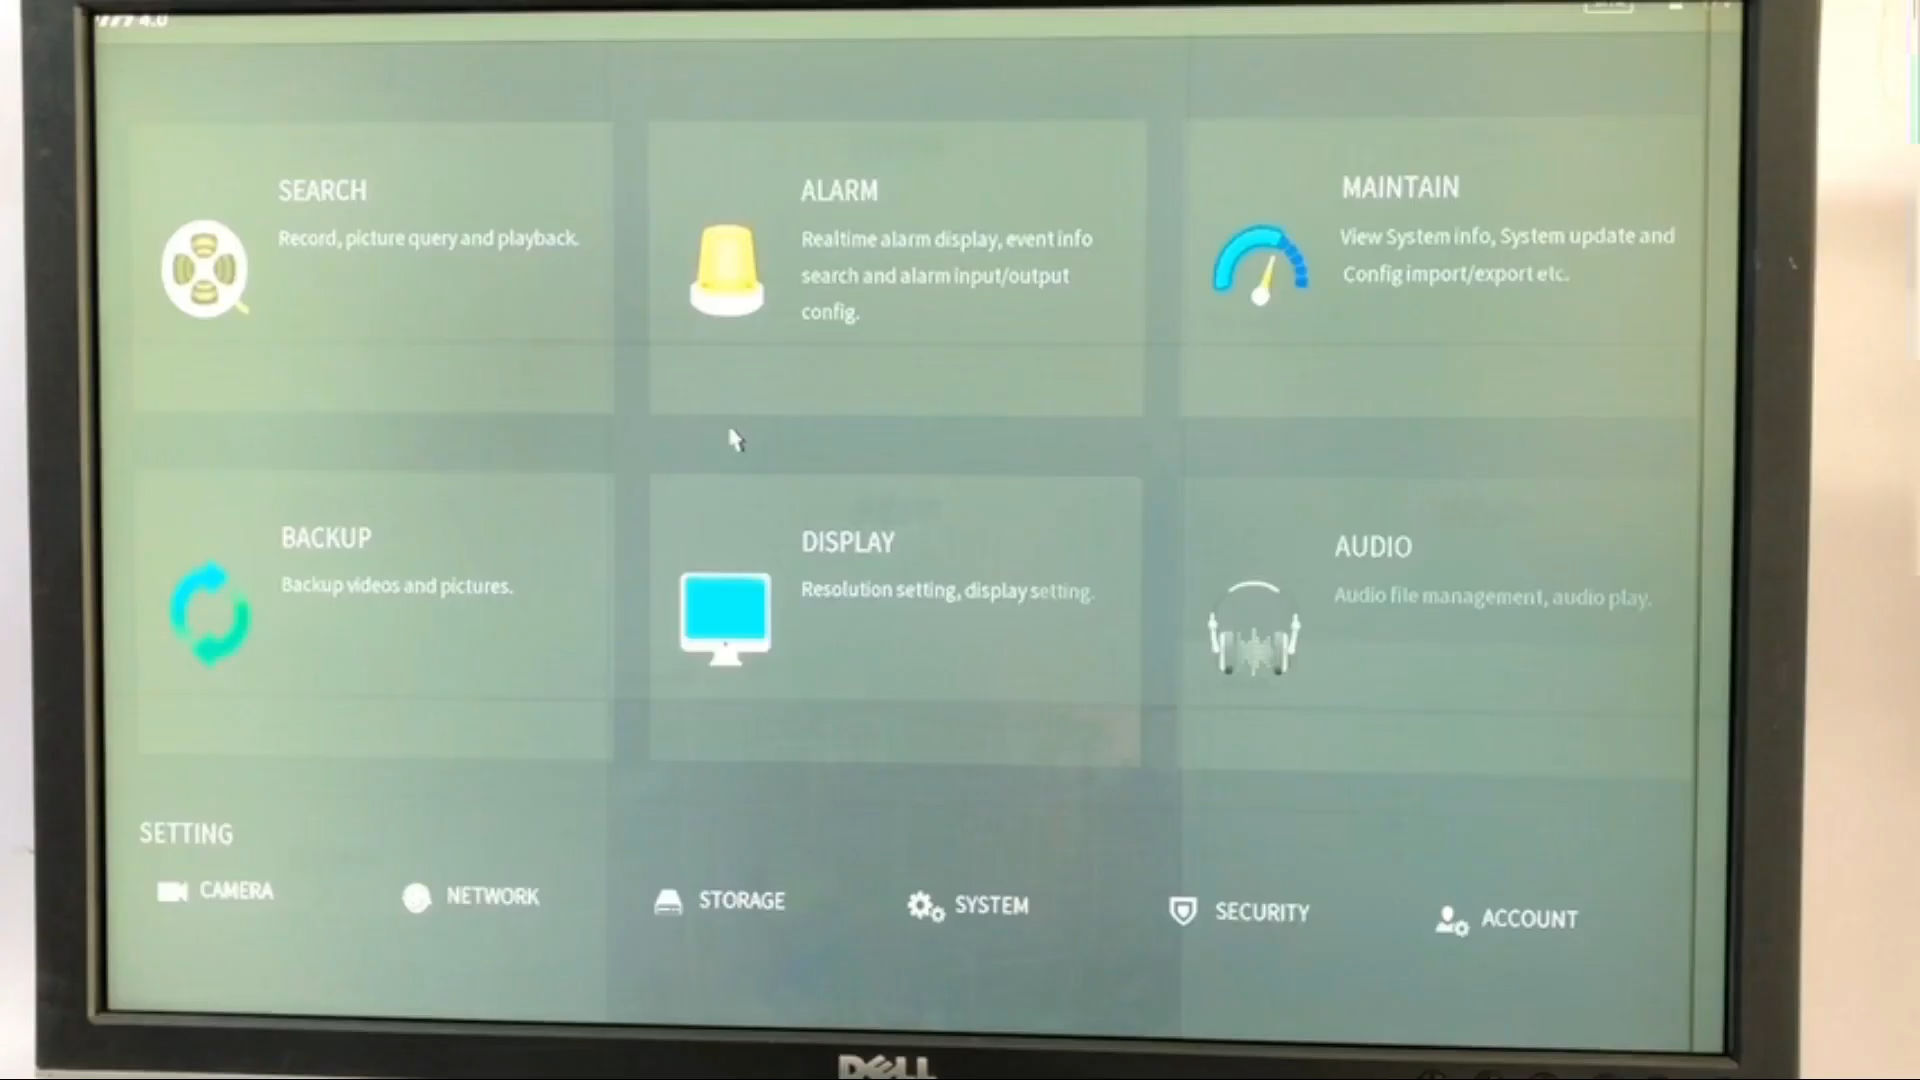 4.0
SEARCH
Record, picture query and playback.
ALARM
Realtime alarm display, event info
search and alarm input/output
config.
MAINTAIN
View System info, System update and
Config import/export etc.
BACKUP
Backup videos and pictures.
DISPLAY
Resolution setting, display setting.
AUDIO
Audio file management, audio play.
SETTING
CAMERA
NETWORK
STORAGE
SYSTEM
SECURITY
ACCOUNT
DELL